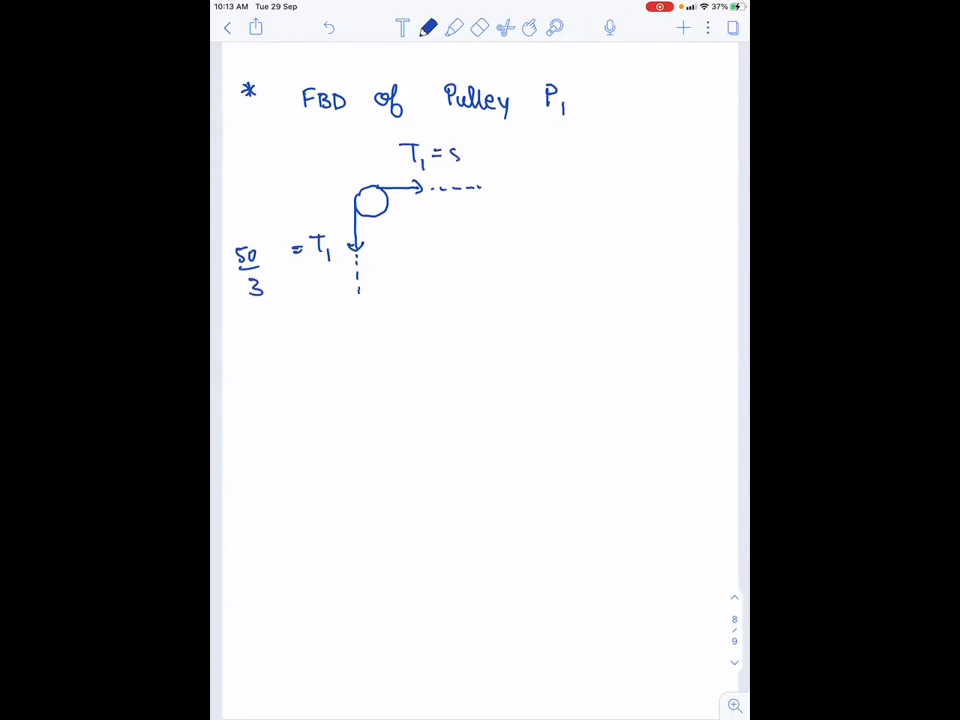 10:13 AM Tue 29 Sep 37%
* FBD of Pulley P1
T1 = s
50/3 = T1
8/9